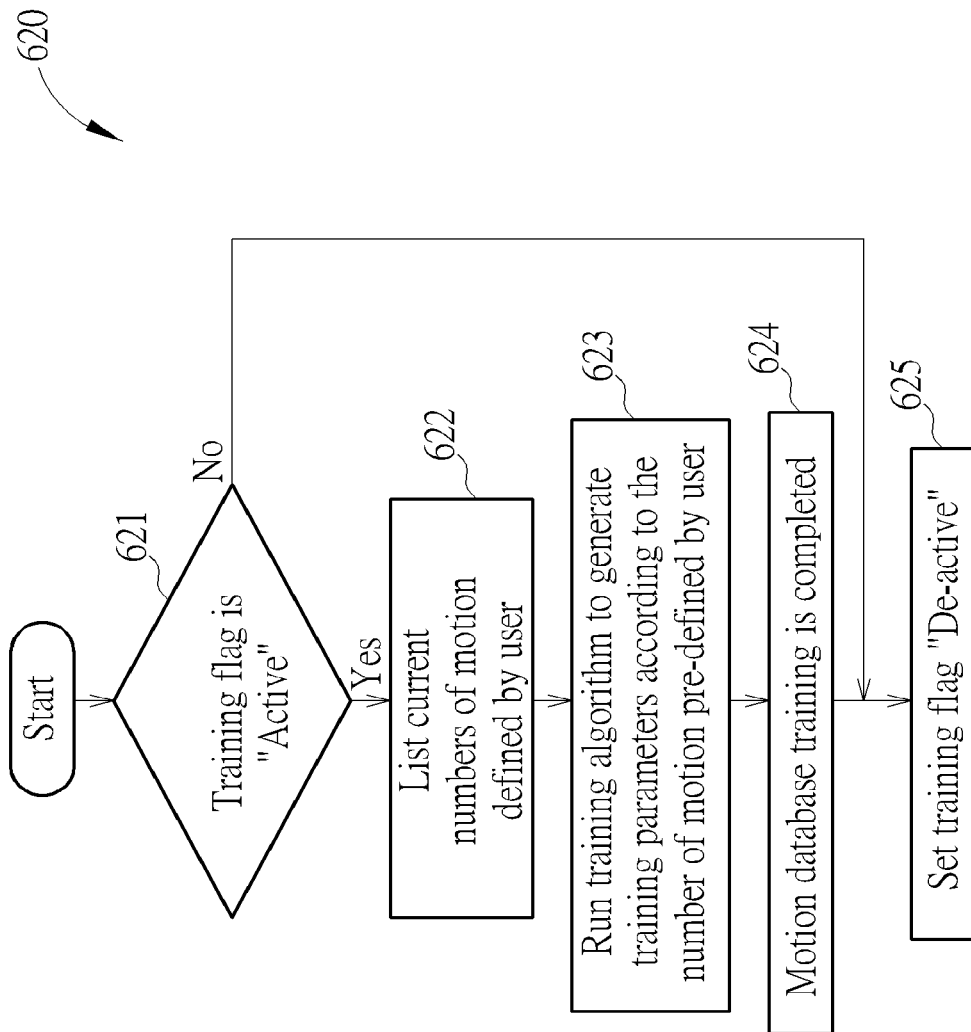 620
Start
621
Training flag is
"Active"
No
Yes
622
List current
numbers of motion
defined by user
623
Run training algorithm to generate
training parameters according to the
number of motion pre-defined by user
624
Motion database training is completed
625
Set training flag "De-active"